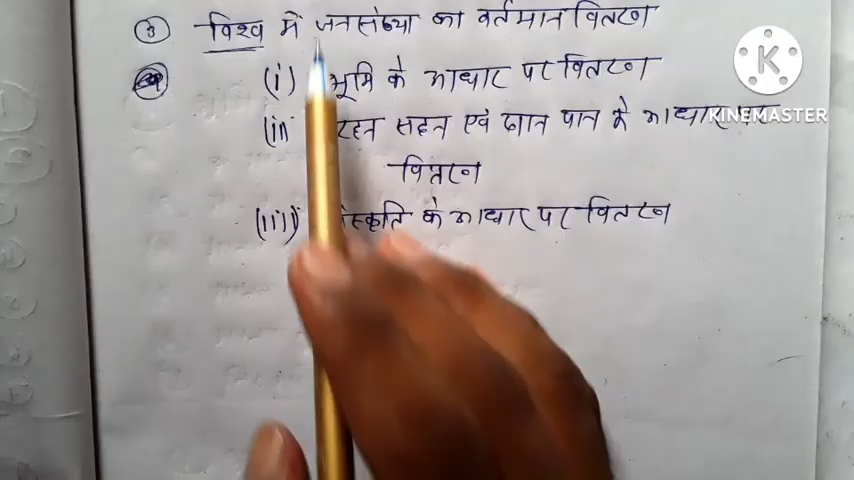 3 विश्व में जनसंख्या का वर्तमान वितरण
(i) भूमि के आधार पर वितरण
(ii) रहन सहन एवं खान पान के आधार पर
वितरण
(iii) संस्कृति के आधार पर वितरण
K
KINEMASTER